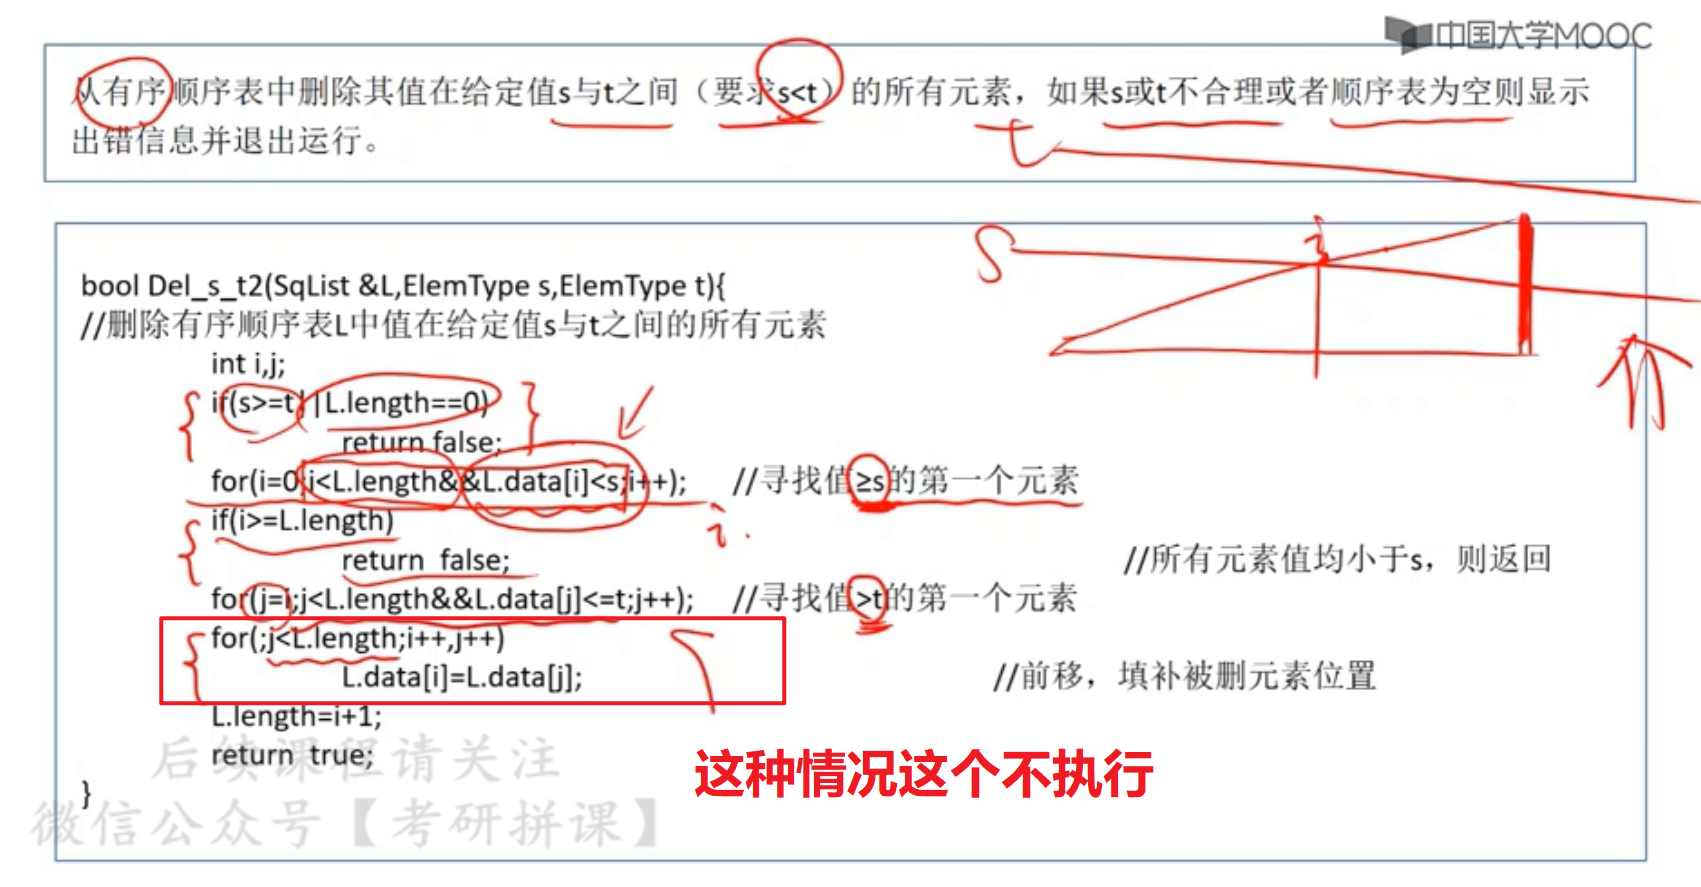 中国大学MOOC
从有序顺序表中删除其值在给定值s与t之间（要求s<t）的所有元素，如果s或t不合理或者顺序表为空则显示
出错信息并退出运行。
t
S
i
bool Del_s_t2(SqList &L,ElemType s,ElemType t){
//删除有序顺序表L中值在给定值s与t之间的所有元素
int i,j;
if(s>=t||L.length==0)
return false;
for(i=0;i<L.length&&L.data[i]<s;i++); //寻找值≥s的第一个元素
if(i>=L.length)
i
return false; //所有元素值均小于s，则返回
for(j=i;j<L.length&&L.data[j]<=t;j++); //寻找值>t的第一个元素
for(;j<L.length;i++,j++)
L.data[i]=L.data[j]; //前移，填补被删元素位置
L.length=i+1;
return true;
}
这种情况这个不执行
后续课程请关注
微信公众号【考研拼课】